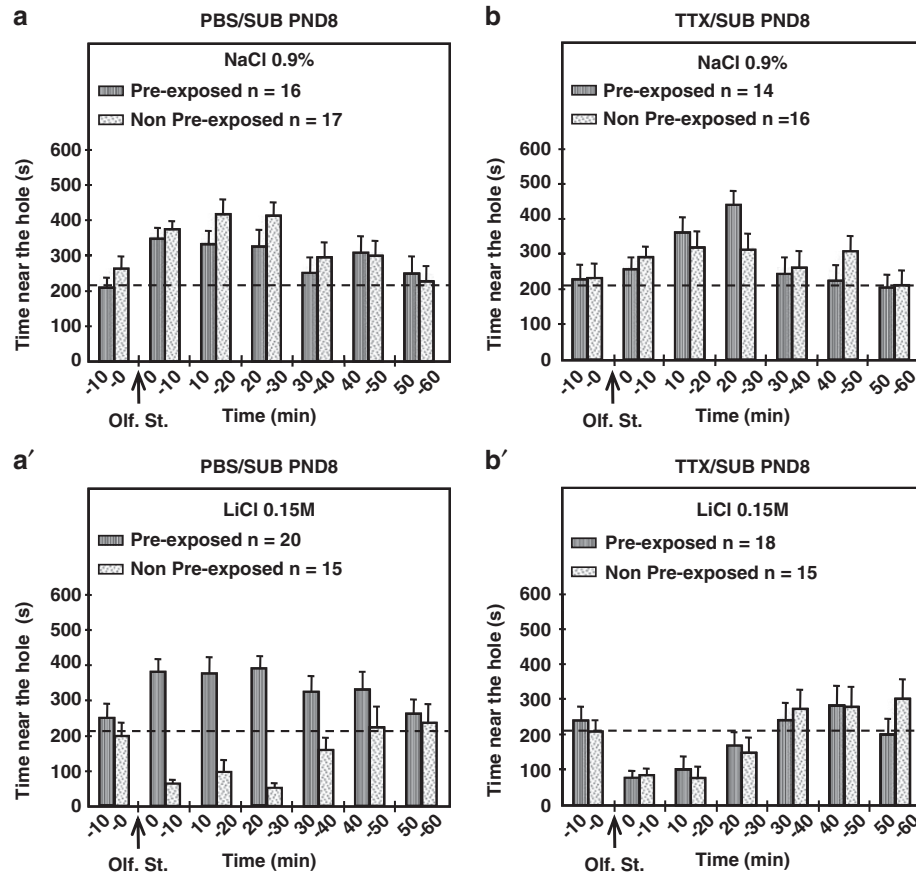 a
PBS/SUB PND8
NaCl 0.9%
Pre-exposed n = 16
Non Pre-exposed n = 17
Time near the hole (s)
600
500
400
300
200
100
0
-10 -0 0 -10 10 -20 20 -30 30 -40 40 -50 50 -60
Olf. St.
Time (min)
b
TTX/SUB PND8
NaCl 0.9%
Pre-exposed n = 14
Non Pre-exposed n =16
Time near the hole (s)
600
500
400
300
200
100
0
-10 -0 0 -10 10 -20 20 -30 30 -40 40 -50 50 -60
Olf. St.
Time (min)
a′
PBS/SUB PND8
LiCl 0.15M
Pre-exposed n = 20
Non Pre-exposed n = 15
Time near the hole (s)
600
500
400
300
200
100
0
-10 -0 0 -10 10 -20 20 -30 30 -40 40 -50 50 -60
Olf. St.
Time (min)
b′
TTX/SUB PND8
LiCl 0.15M
Pre-exposed n = 18
Non Pre-exposed n = 15
Time near the hole (s)
600
500
400
300
200
100
0
-10 -0 0 -10 10 -20 20 -30 30 -40 40 -50 50 -60
Olf. St.
Time (min)